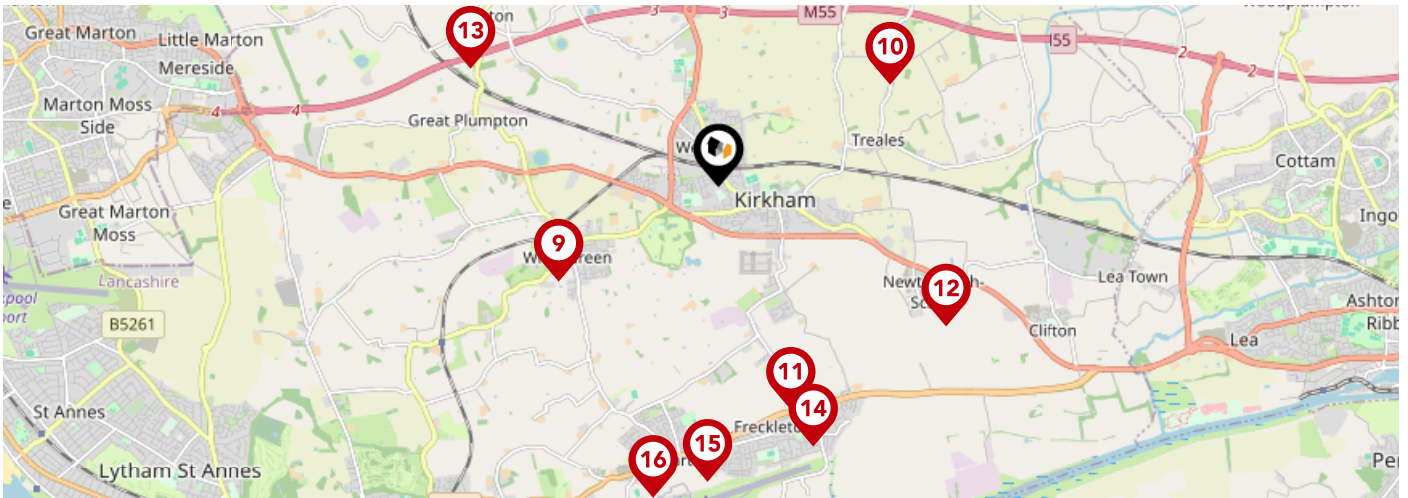 Great Marton
Little Marton
Mereside
Marton Moss
Side
4
4
3
3
M55
2
2
13
10
Great Plumpton
Treales
Cottam
Kirkham
Great Marton
Moss
Lancashire
B5261
9
12
Lea Town
Clifton
Lea
11
14
15
16
St Annes
Lytham St Annes